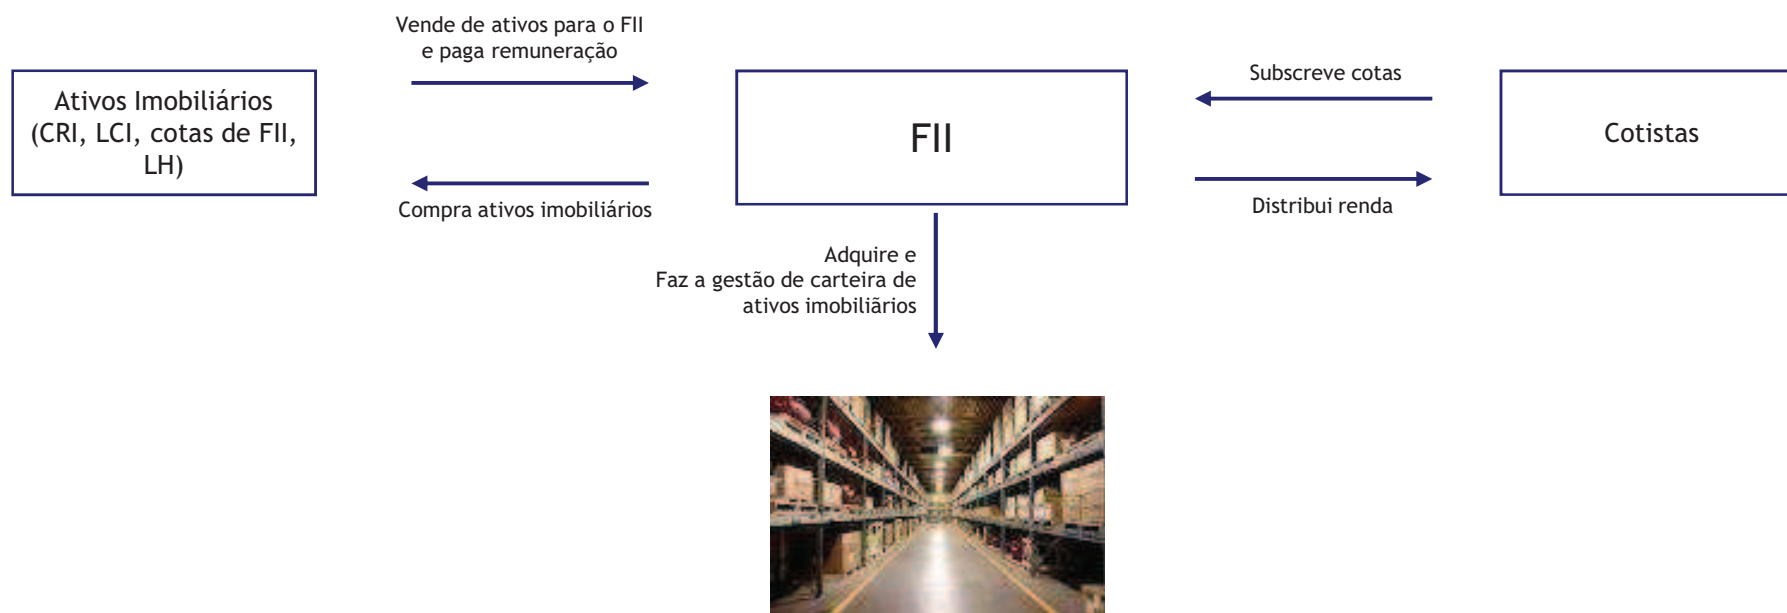 Vende de ativos para o FII
e paga remuneração
Ativos Imobiliários
(CRI, LCI, cotas de FII,
LH)
Compra ativos imobiliários
FII
Subscreve cotas
Distribui renda
Cotistas
Adquire e
Faz a gestão de carteira de
ativos imobiliãrios